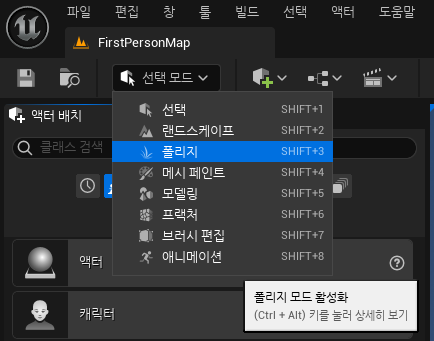 파일 편집 창 툴 빌드 선택 액터 도움말
FirstPersonMap
선택 모드
액터 배치
선택 SHIFT+1
클래스 검색
랜드스케이프 SHIFT+2
폴리지 SHIFT+3
메시 페인트 SHIFT+4
모델링 SHIFT+5
프랙처 SHIFT+6
브러시 편집 SHIFT+7
애니메이션 SHIFT+8
액터
폴리지 모드 활성화
(Ctrl + Alt) 키를 눌러 상세히 보기
캐릭터